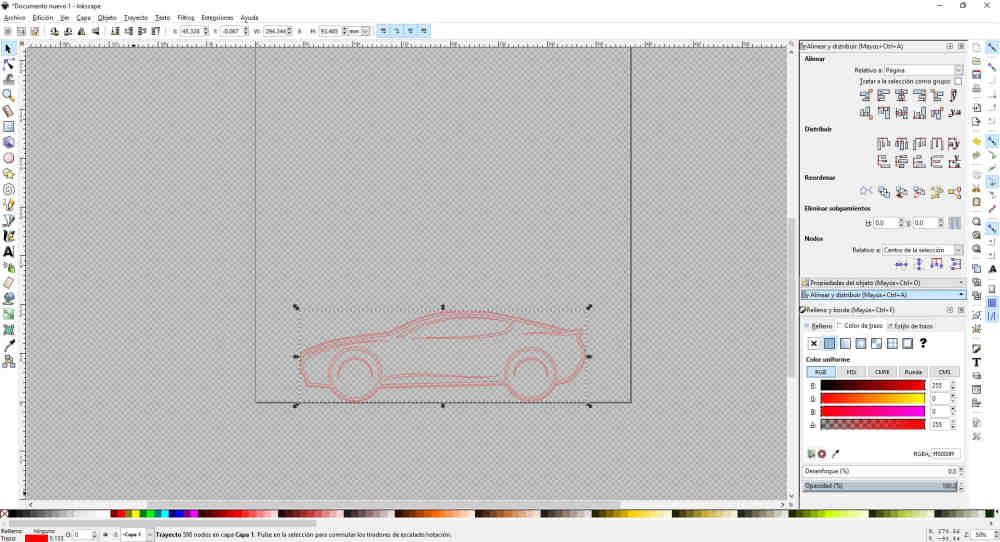 *Documento nuevo 1 - Inkscape
Archivo Edición Ver Capa Objeto Trayecto Texto Filtros Extensiones Ayuda
X: 45.328 Y: -0.067 W: 294.344 H: 93.403 mm
Alinear y distribuir (Mayús+Ctrl+A)
Alinear
Relativo a: Página
Tratar a la selección como grupo:
Distribuir
Reordenar
Eliminar solapamientos
H: 0.0 V: 0.0
Nodos
Relativo a: Centro de la selección
Propiedades del objeto (Mayús+Ctrl+O)
Alinear y distribuir (Mayús+Ctrl+A)
Relleno y borde (Mayús+Ctrl+F)
Relleno Color de trazo Estilo de trazo
Color uniforme
RGB HSL CMYK Rueda CMS
R: 255
G: 0
B: 0
A: 255
RGBA: ff0000ff
Desenfoque (%) 0.0
Opacidad (%) 100.0
Relleno: Ninguno
Trazo: 0.133 O: 0 Capa 1 Trayecto 590 nodos en capa Capa 1. Pulse en la selección para conmutar los tiradores de escalado/rotación.
Z: 50%